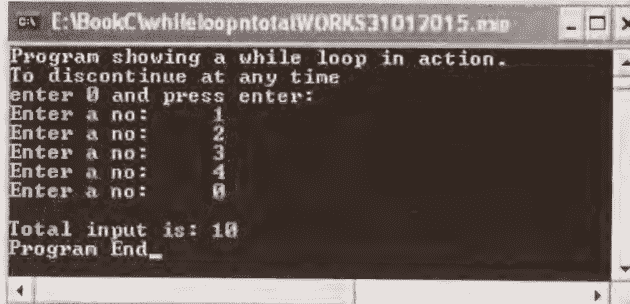 E:\BookC\whileloopntotalWORKS31012015.exe
Program showing a while loop in action.
To discontinue at any time
enter 0 and press enter:
Enter a no: 1
Enter a no: 2
Enter a no: 3
Enter a no: 4
Enter a no: 0
Total input is: 10
Program End_